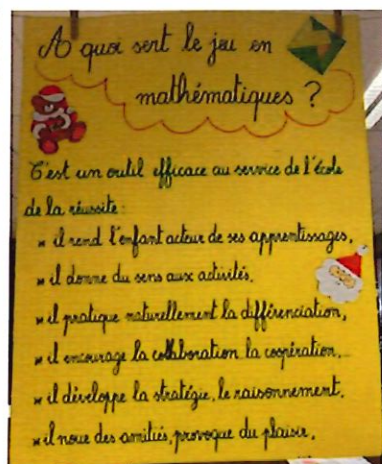 A quoi sert le jeu en
mathématiques ?
C'est un outil efficace au service de l'école
de la réussite :
* il rend l'enfant acteur de ses apprentissages,
* il donne du sens aux activités,
* il pratique naturellement la différenciation,
* il encourage la collaboration, la coopération,...
* il développe la stratégie, le raisonnement,
* il noue des amitiés, provoque du plaisir,